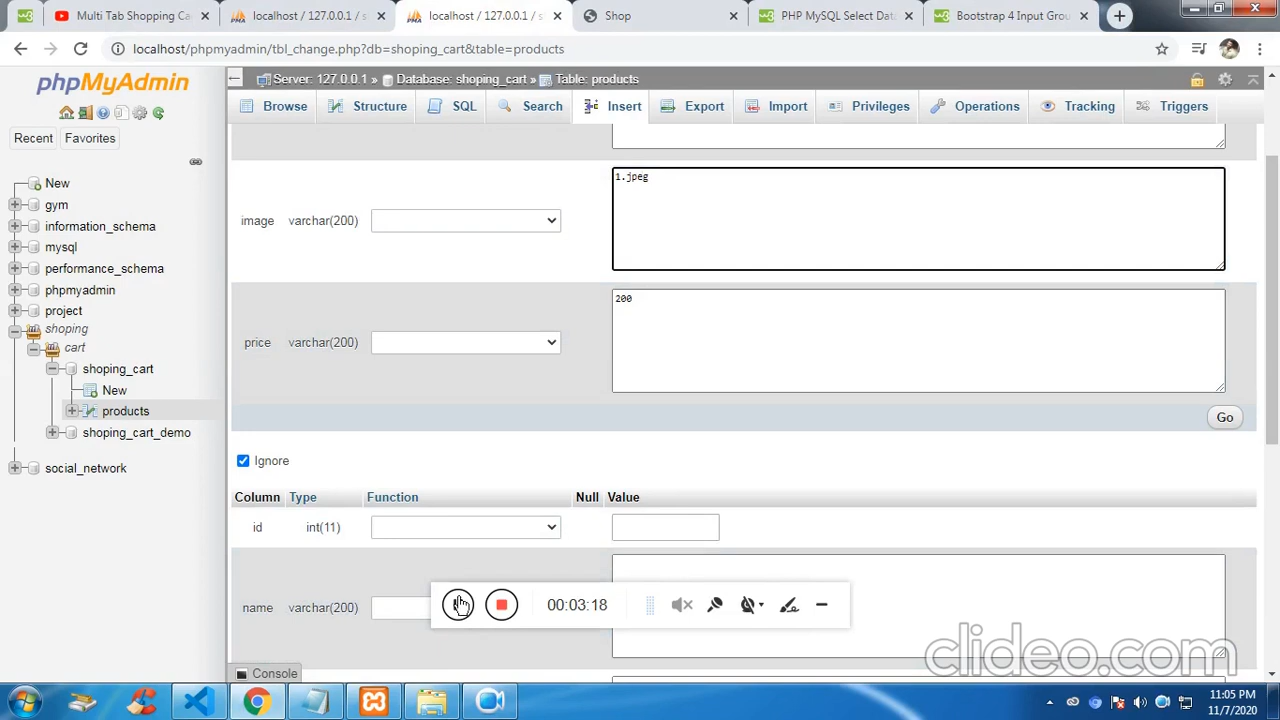 Multi Tab Shopping Ca
localhost / 127.0.0.1 / s
localhost / 127.0.0.1 / s
Shop
PHP MySQL Select Dat
Bootstrap 4 Input Grou
localhost/phpmyadmin/tbl_change.php?db=shoping_cart&table=products
phpMyAdmin
Recent
Favorites
New
gym
information_schema
mysql
performance_schema
phpmyadmin
project
shoping
cart
shoping_cart
New
products
shoping_cart_demo
social_network
Server: 127.0.0.1 » Database: shoping_cart » Table: products
Browse
Structure
SQL
Search
Insert
Export
Import
Privileges
Operations
Tracking
Triggers
image varchar(200) 1.jpeg
price varchar(200) 200
Go
Ignore
Column Type Function Null Value
id int(11)
name varchar(200)
00:03:18
Console
clideo.com
11:05 PM
11/7/2020